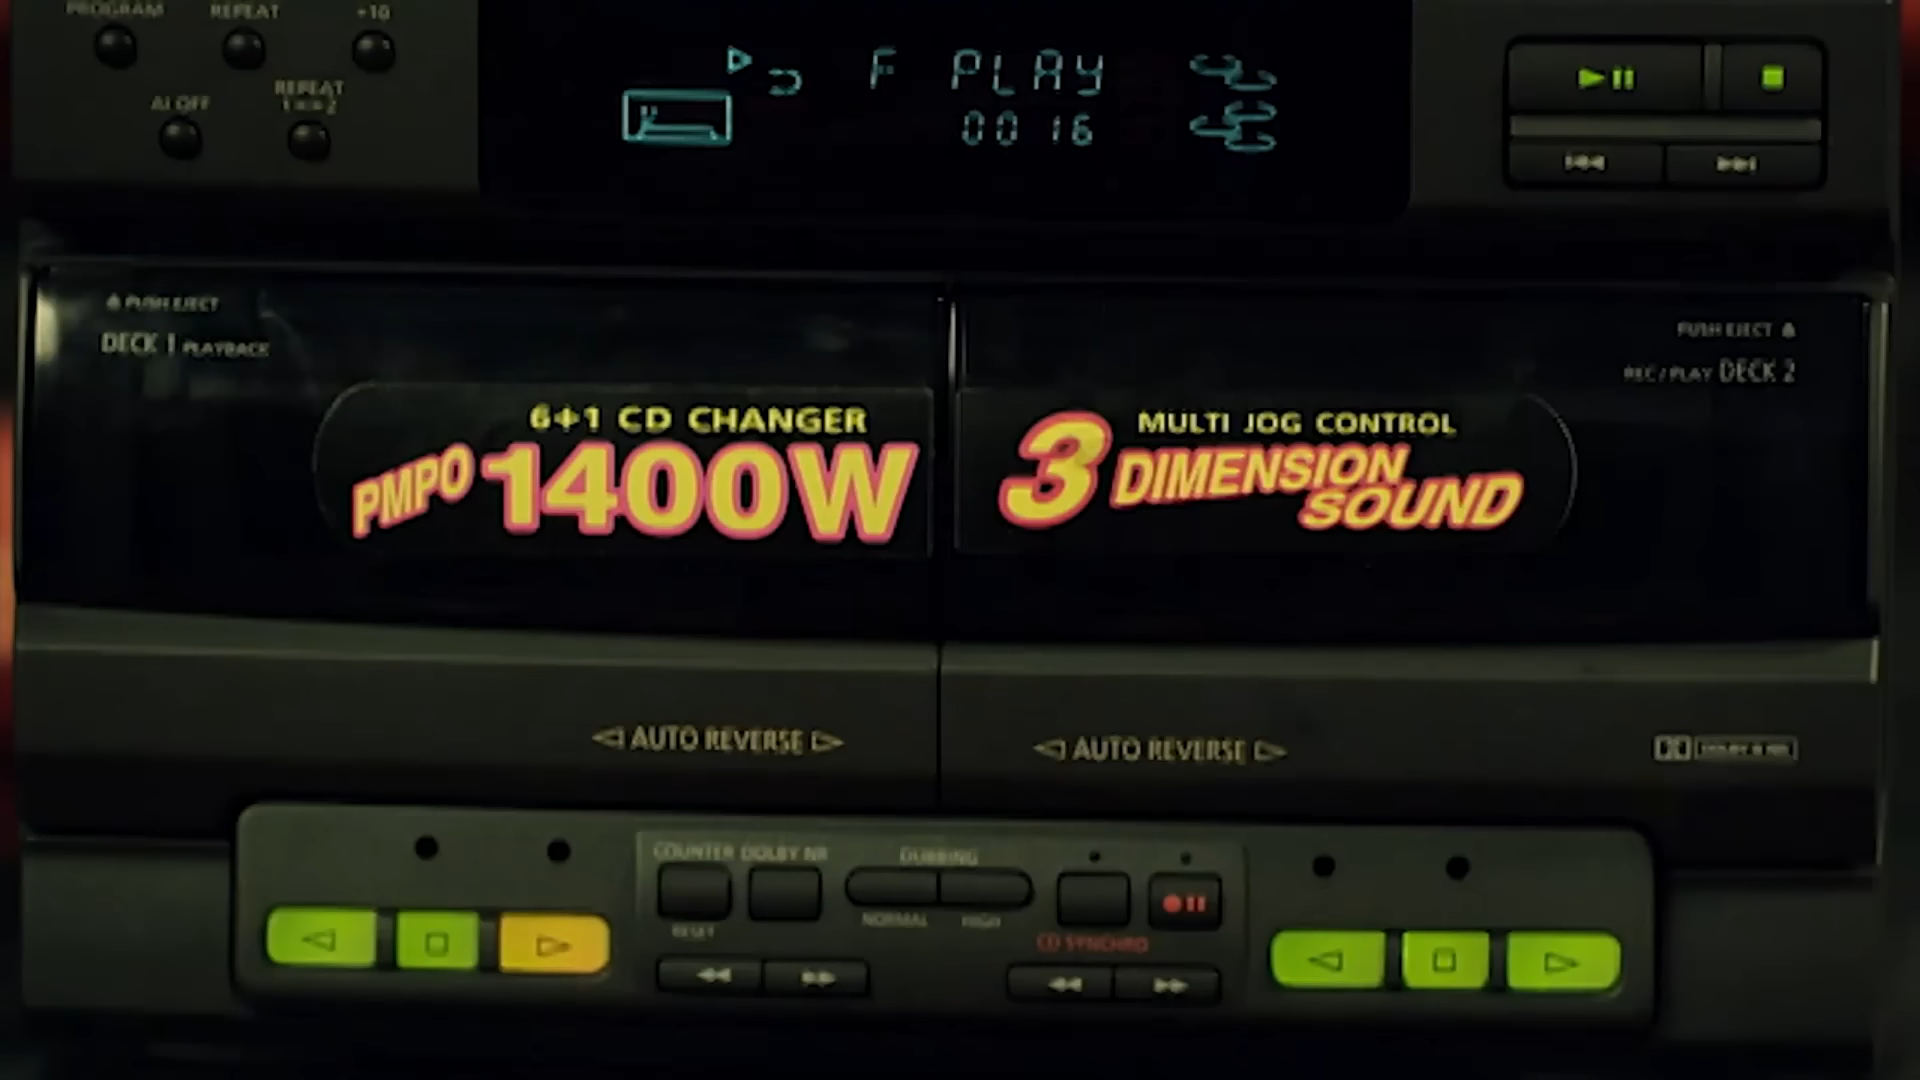 PROGRAM REPEAT +10
AI OFF REPEAT
1 2
F PLAY
00 16
PUSH EJECT
DECK 1 PLAYBACK
PUSH EJECT
REC/PLAY DECK 2
6+1 CD CHANGER
PMPO 1400W
MULTI JOG CONTROL
3 DIMENSION
SOUND
AUTO REVERSE
AUTO REVERSE
COUNTER DOLBY NR DUBBING
RESET NORMAL HIGH
CD SYNCHRO